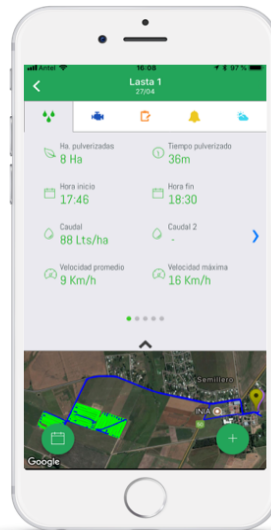 Antel 16:08 97 %
Lasta 1
27/04
Ha. pulverizadas Tiempo pulverizado
8 Ha 36m
Hora inicio Hora fin
17:46 18:30
Caudal Caudal 2
88 Lts/ha -
Velocidad promedio Velocidad máxima
9 Km/h 16 Km/h
Semillero
INIA
Google